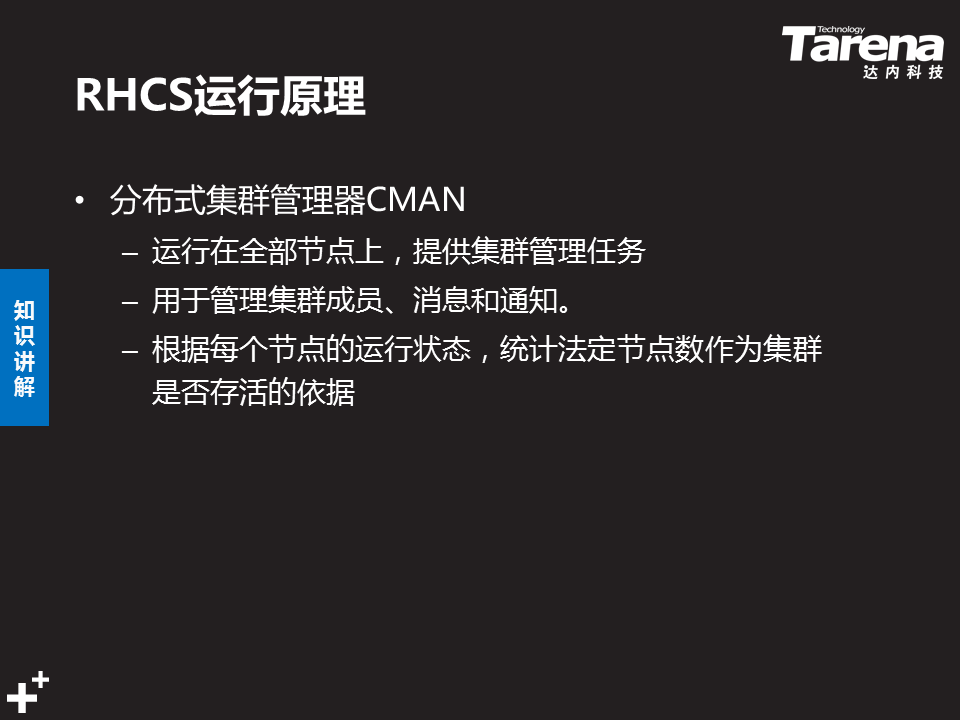 Technology
Tarena
达内科技
RHCS运行原理
• 分布式集群管理器CMAN
– 运行在全部节点上，提供集群管理任务
– 用于管理集群成员、消息和通知。
– 根据每个节点的运行状态，统计法定节点数作为集群
是否存活的依据
知
识
讲
解